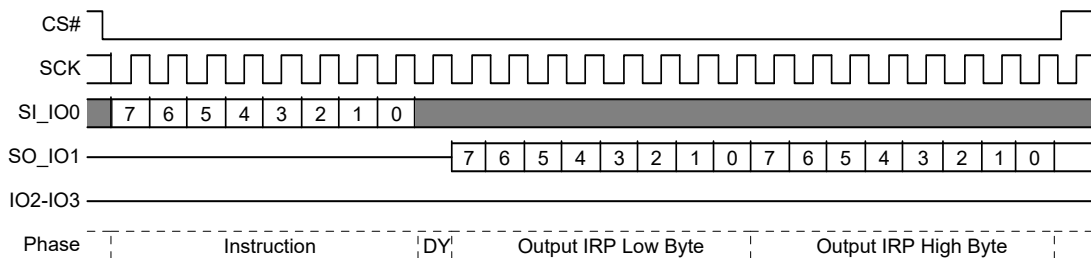 CS#
SCK
SI_IO0 7 6 5 4 3 2 1 0
SO_IO1 7 6 5 4 3 2 1 0 7 6 5 4 3 2 1 0
IO2-IO3
Phase Instruction DY Output IRP Low Byte Output IRP High Byte